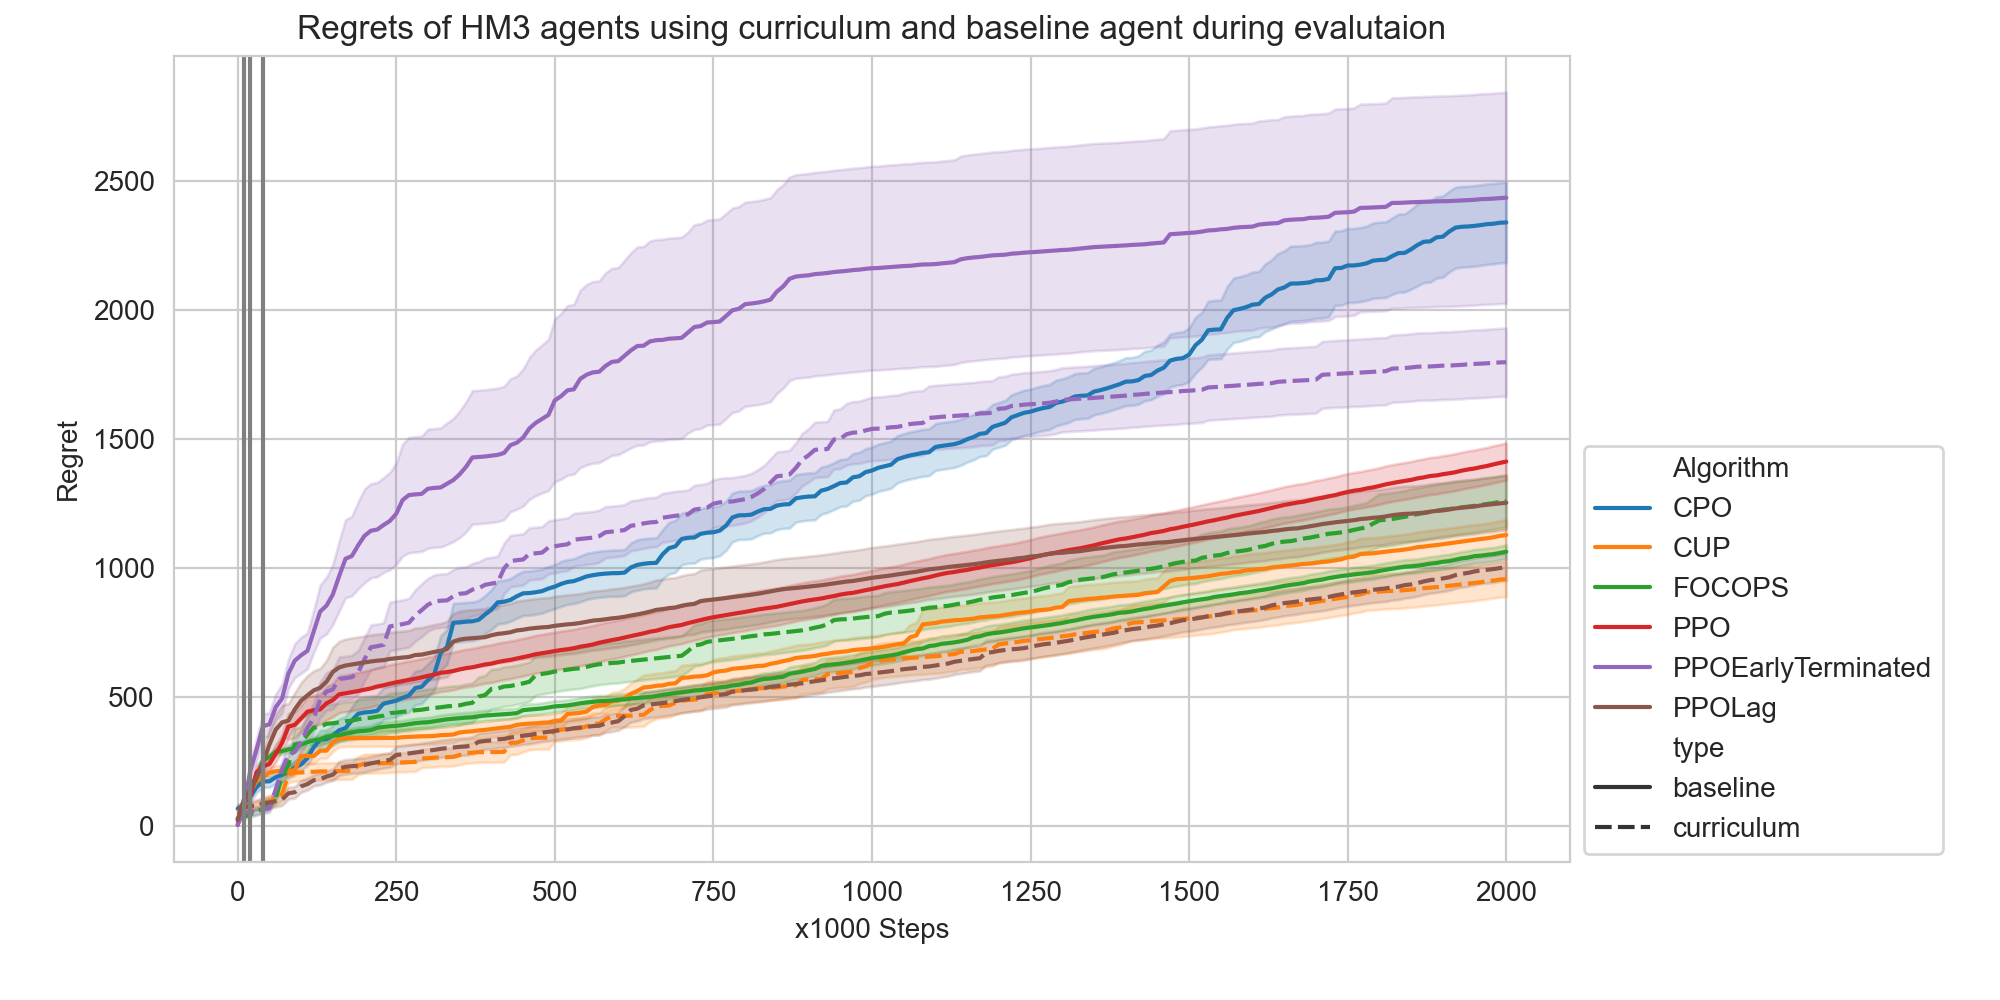 Regrets of HM3 agents using curriculum and baseline agent during evalutaion
Regret
2500
2000
1500
1000
500
0
0 250 500 750 1000 1250 1500 1750 2000
x1000 Steps
Algorithm
CPO
CUP
FOCOPS
PPO
PPOEarlyTerminated
PPOLag
type
baseline
curriculum